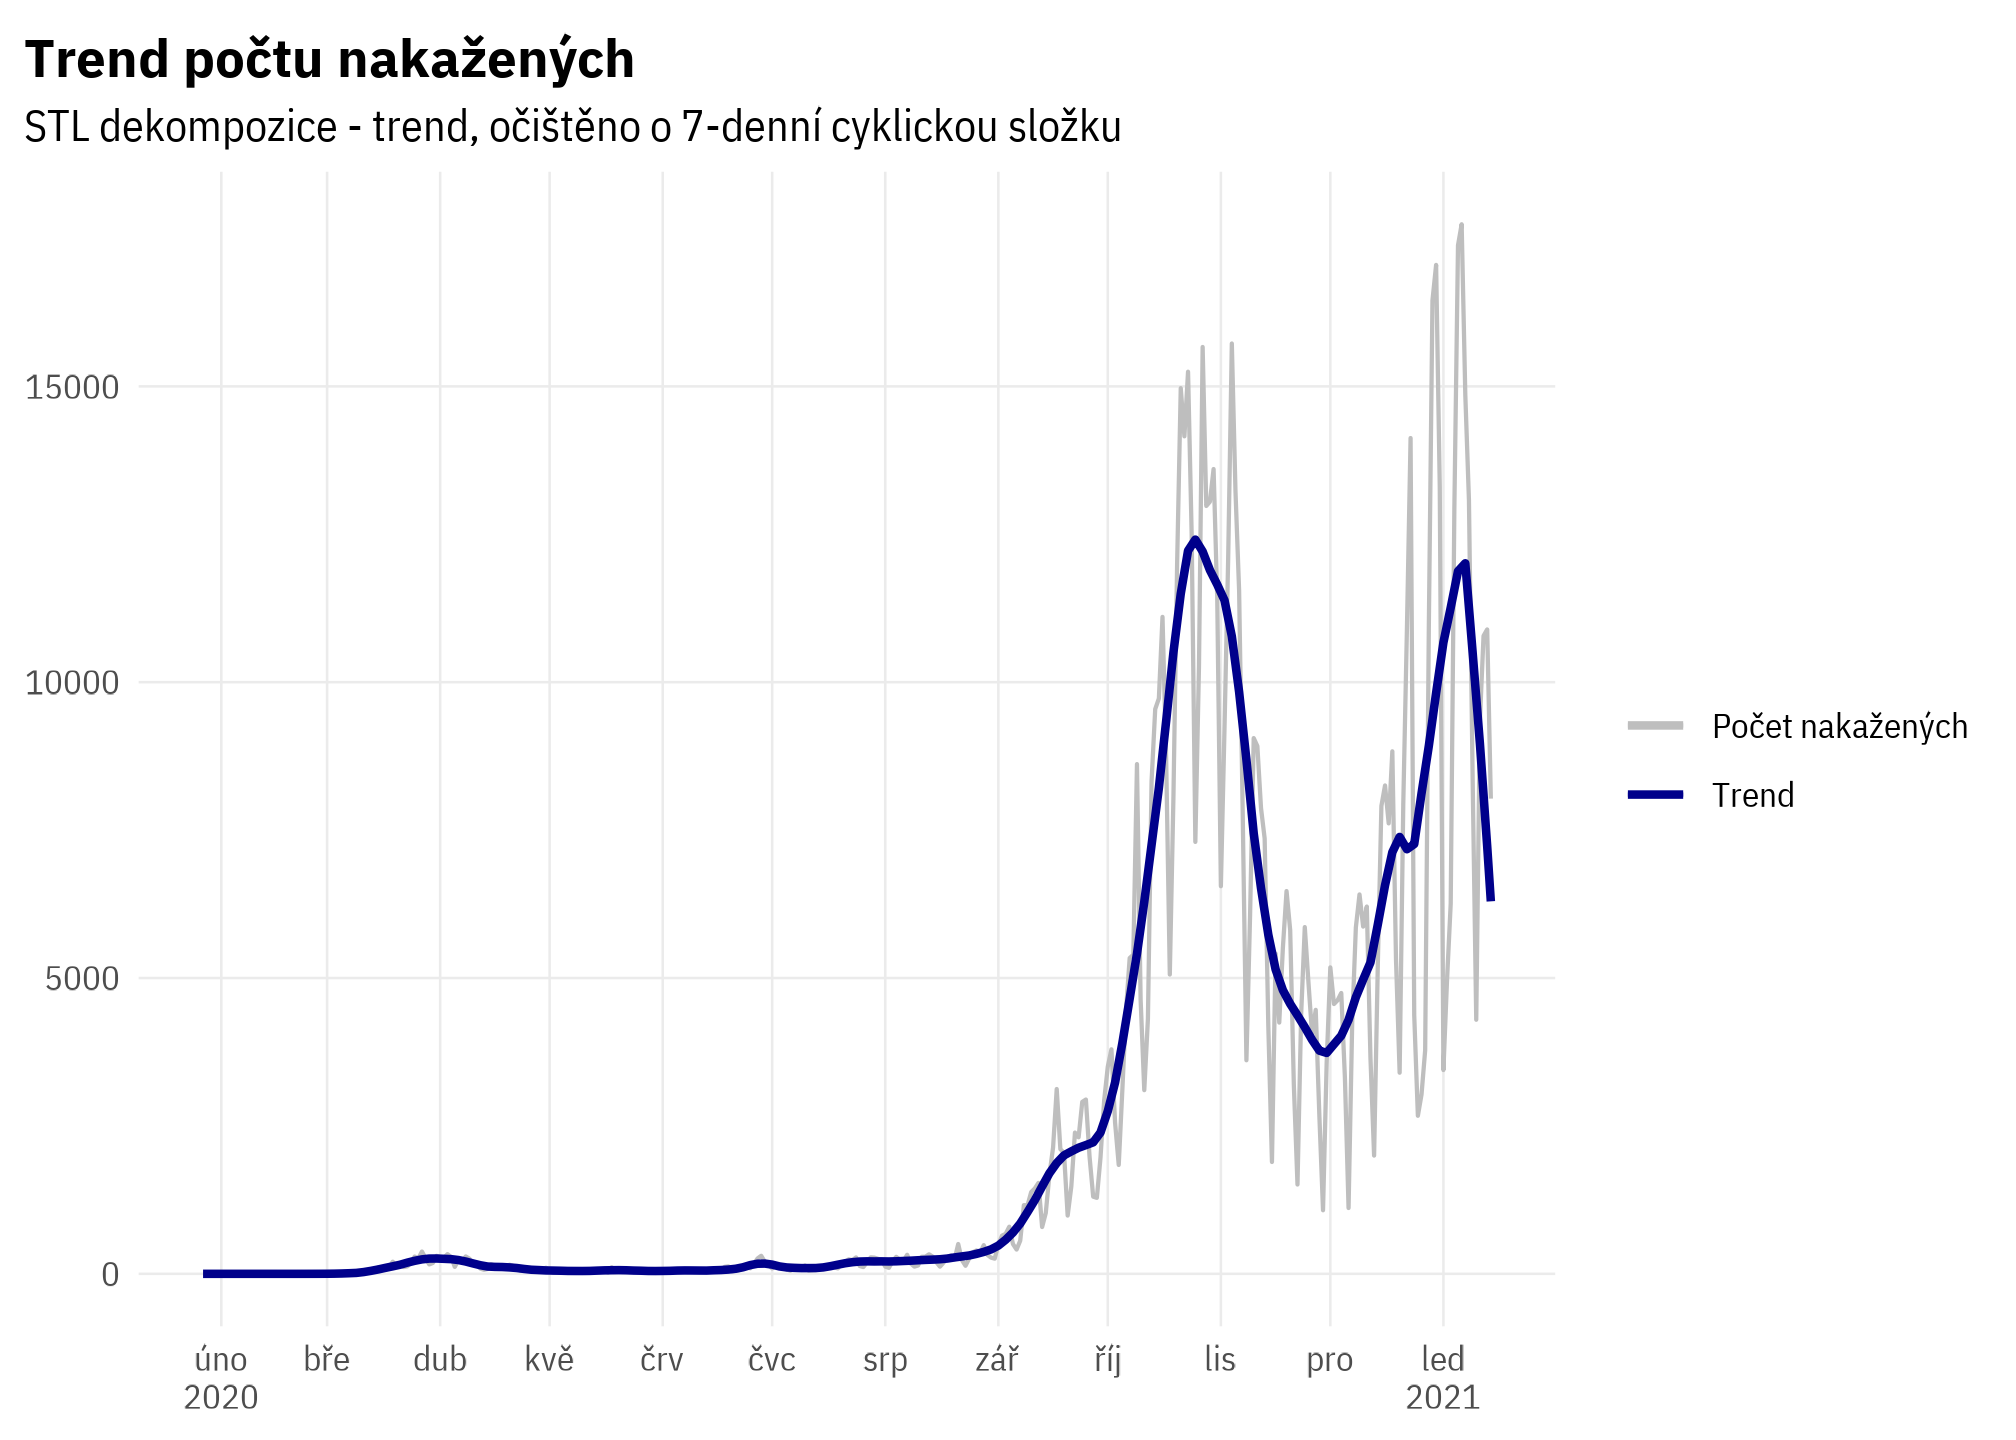 Trend počtu nakažených
STL dekompozice - trend, očištěno o 7-denní cyklickou složku
15000
10000
5000
0
úno
2020
bře
dub
kvě
črv
čvc
srp
zář
říj
lis
pro
led
2021
Počet nakažených
Trend